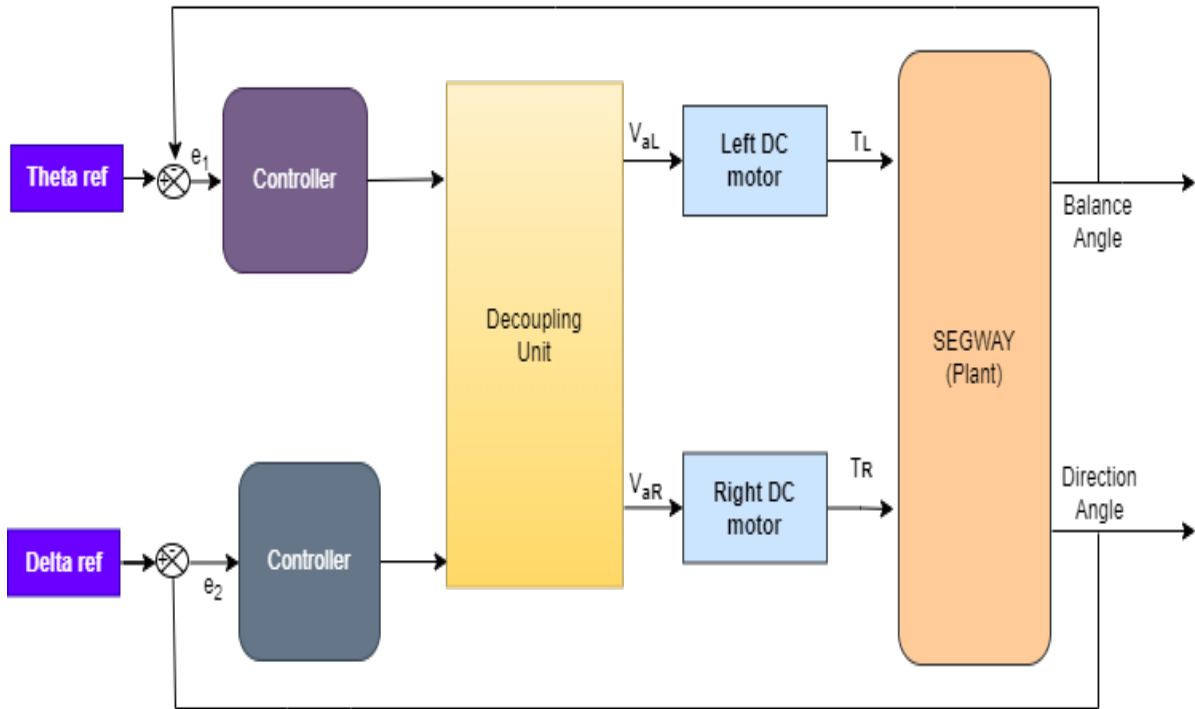 Theta ref
+
-
e1
Controller
Decoupling
Unit
VaL
Left DC
motor
TL
SEGWAY
(Plant)
Balance
Angle
Delta ref
+
-
e2
Controller
VaR
Right DC
motor
TR
Direction
Angle